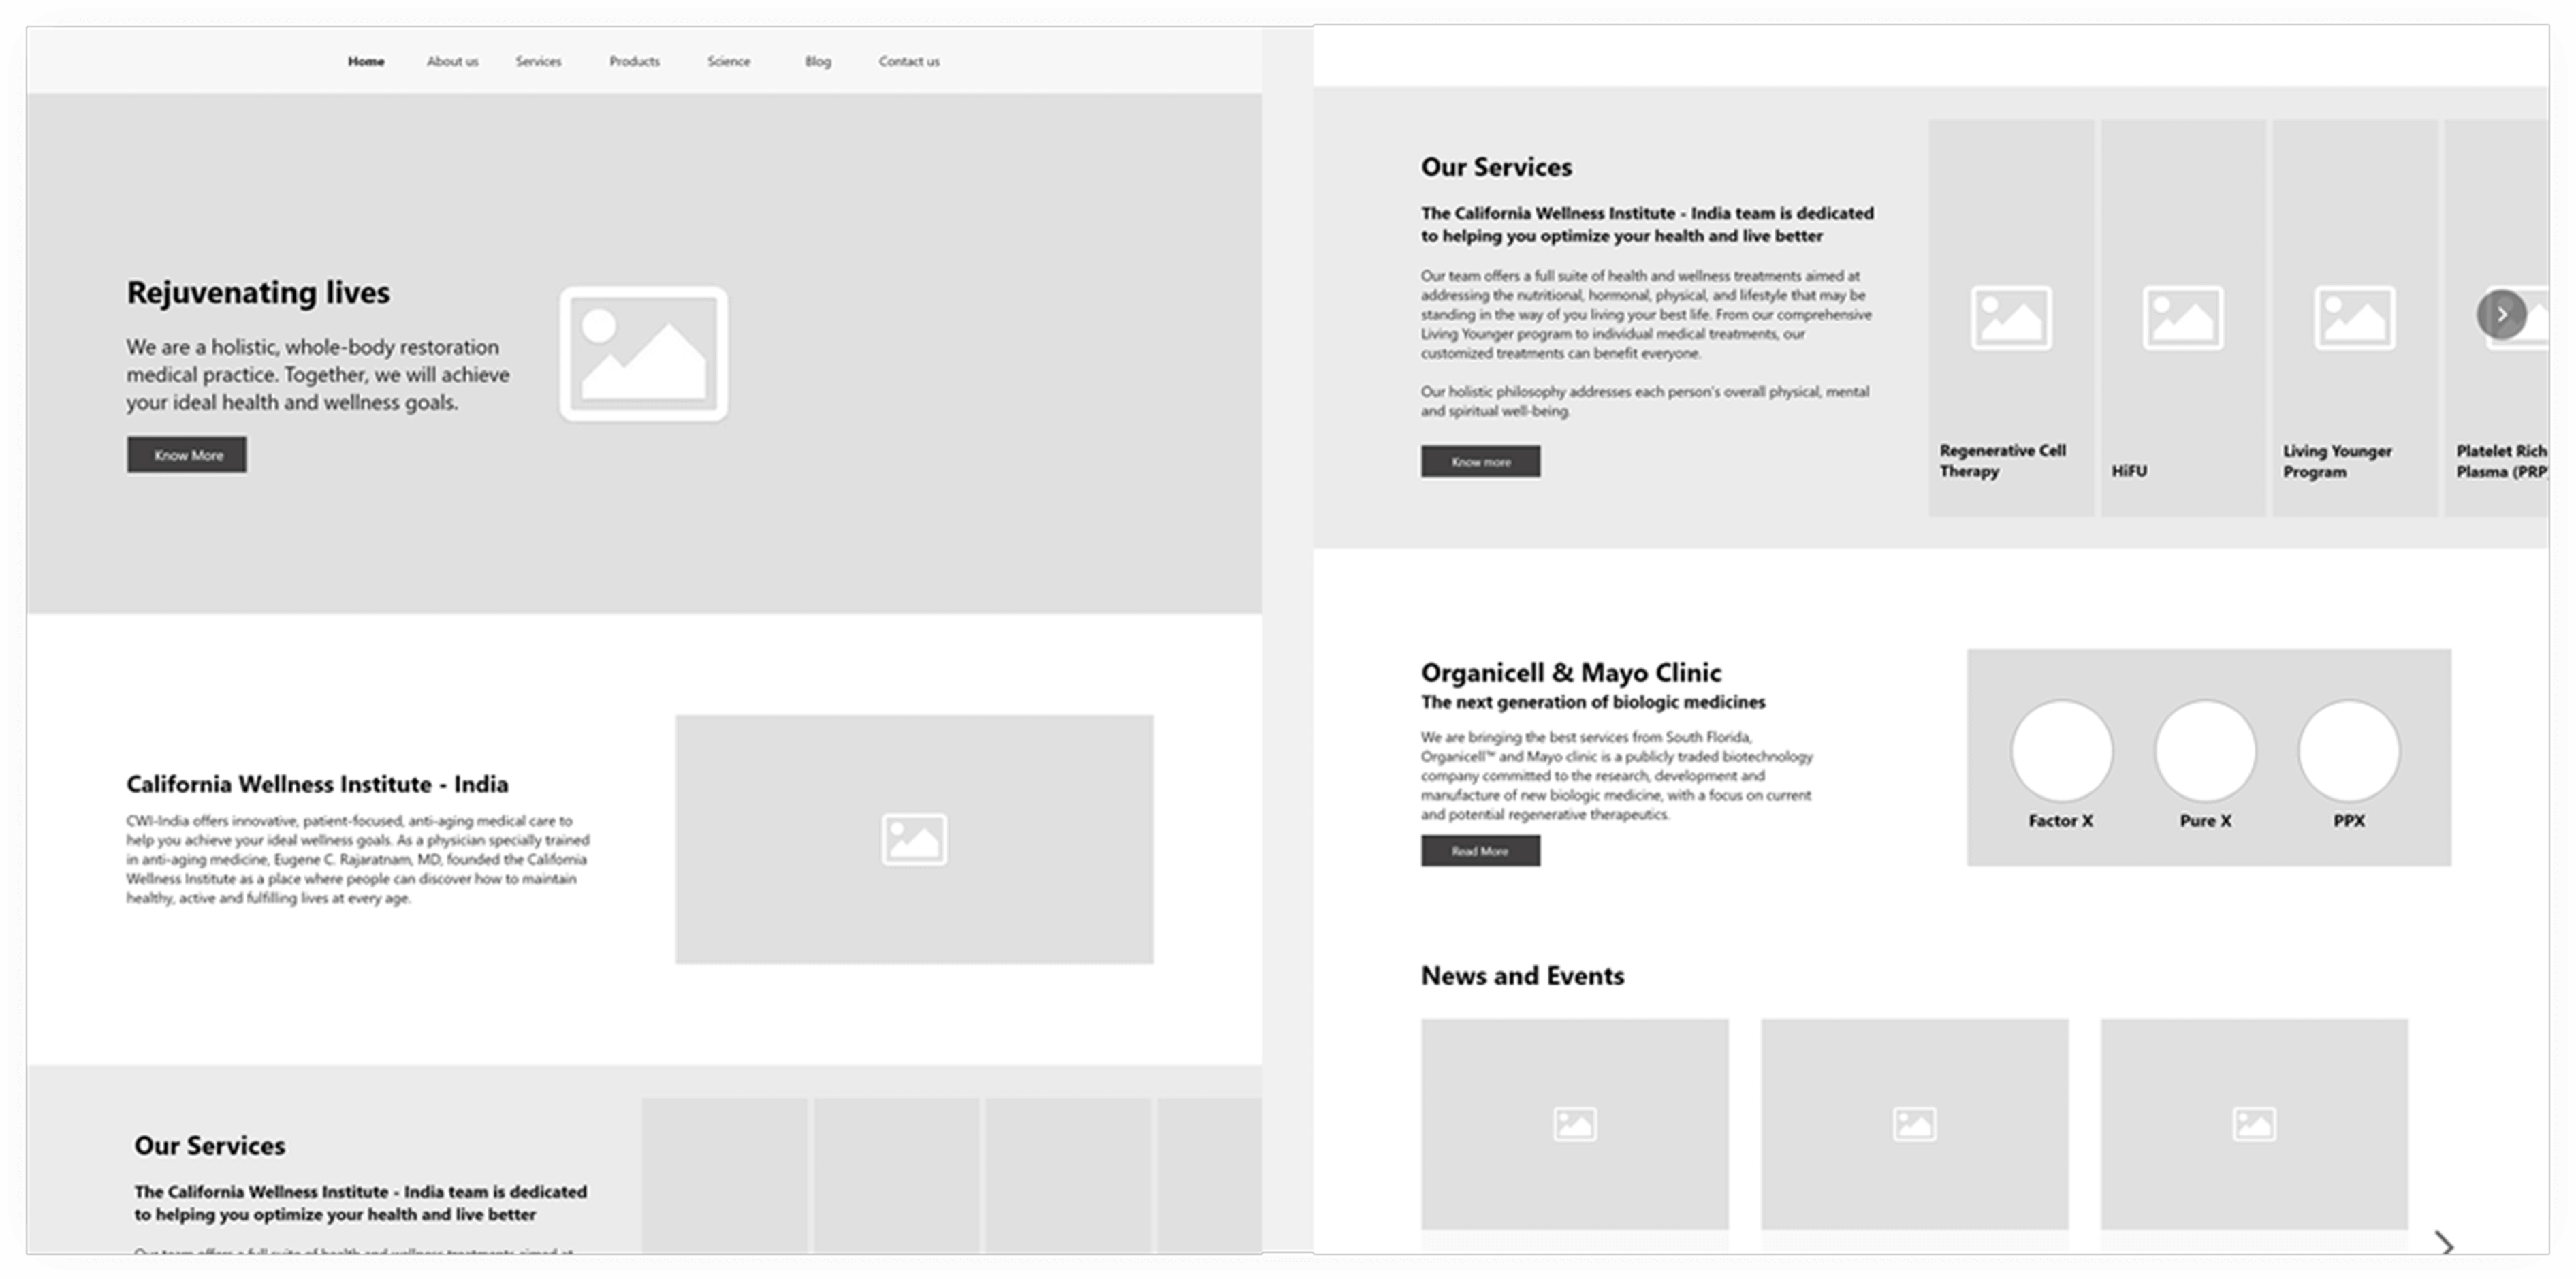 Home About us Services Products Science Blog Contact us
Rejuvenating lives
We are a holistic, whole-body restoration
medical practice. Together, we will achieve
your ideal health and wellness goals.
Know More
California Wellness Institute - India
CWI-India offers innovative, patient-focused, anti-aging medical care to
help you achieve your ideal wellness goals. As a physician specially trained
in anti-aging medicine, Eugene C. Rajaratnam, MD, founded the California
Wellness Institute as a place where people can discover how to maintain
healthy, active and fulfilling lives at every age.
Our Services
The California Wellness Institute - India team is dedicated
to helping you optimize your health and live better
Our team offers a full suite of health and wellness treatments aimed at
Our Services
The California Wellness Institute - India team is dedicated
to helping you optimize your health and live better
Our team offers a full suite of health and wellness treatments aimed at
addressing the nutritional, hormonal, physical, and lifestyle that may be
standing in the way of you living your best life. From our comprehensive
Living Younger program to individual medical treatments, our
customized treatments can benefit everyone.
Our holistic philosophy addresses each person's overall physical, mental
and spiritual well-being.
Know more
Regenerative Cell
Therapy
HiFU
Living Younger
Program
Platelet Rich
Plasma (PRP)
Organicell & Mayo Clinic
The next generation of biologic medicines
We are bringing the best services from South Florida,
Organicell™ and Mayo clinic is a publicly traded biotechnology
company committed to the research, development and
manufacture of new biologic medicine, with a focus on current
and potential regenerative therapeutics.
Read More
Factor X
Pure X
PPX
News and Events